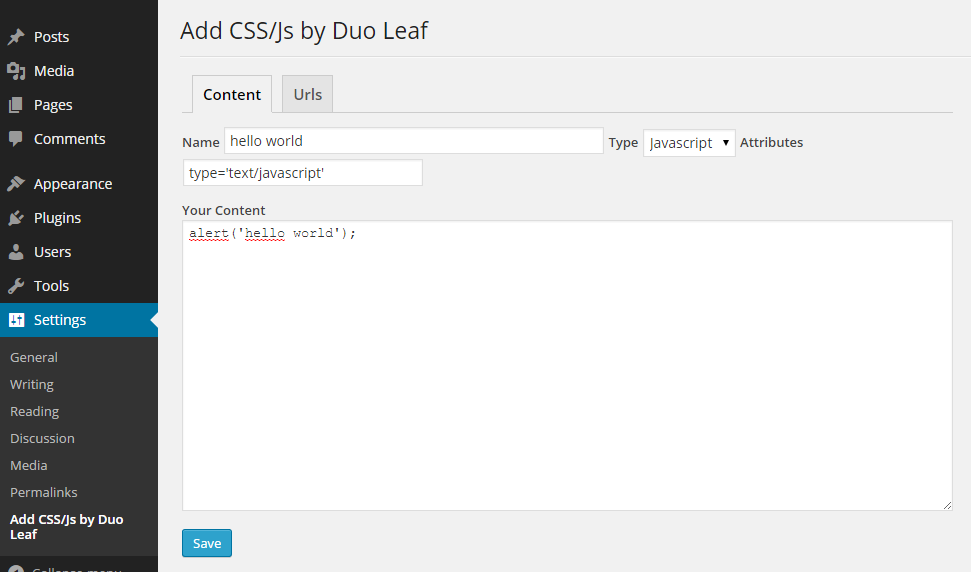 Posts
Media
Pages
Comments
Appearance
Plugins
Users
Tools
Settings
General
Writing
Reading
Discussion
Media
Permalinks
Add CSS/Js by Duo
Leaf
Collapse menu
Add CSS/Js by Duo Leaf
Content Urls
Name hello world Type Javascript Attributes
type='text/javascript'
Your Content
alert('hello world');
Save